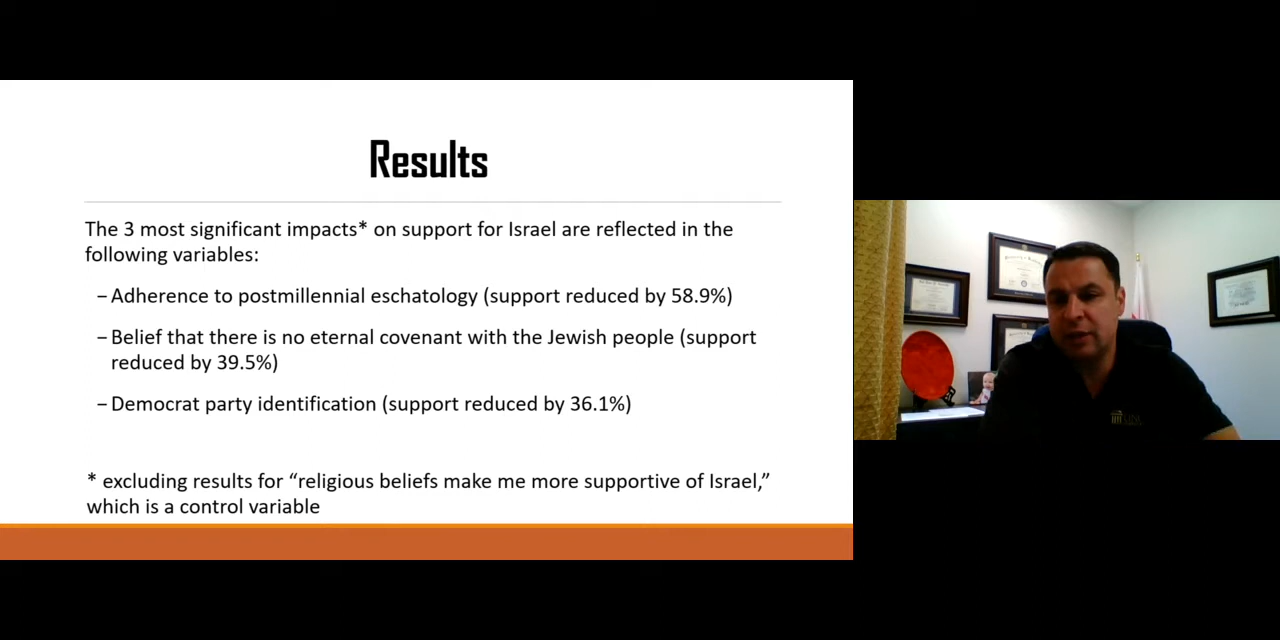 Results
The 3 most significant impacts* on support for Israel are reflected in the
following variables:
– Adherence to postmillennial eschatology (support reduced by 58.9%)
– Belief that there is no eternal covenant with the Jewish people (support
reduced by 39.5%)
– Democrat party identification (support reduced by 36.1%)
* excluding results for “religious beliefs make me more supportive of Israel,”
which is a control variable